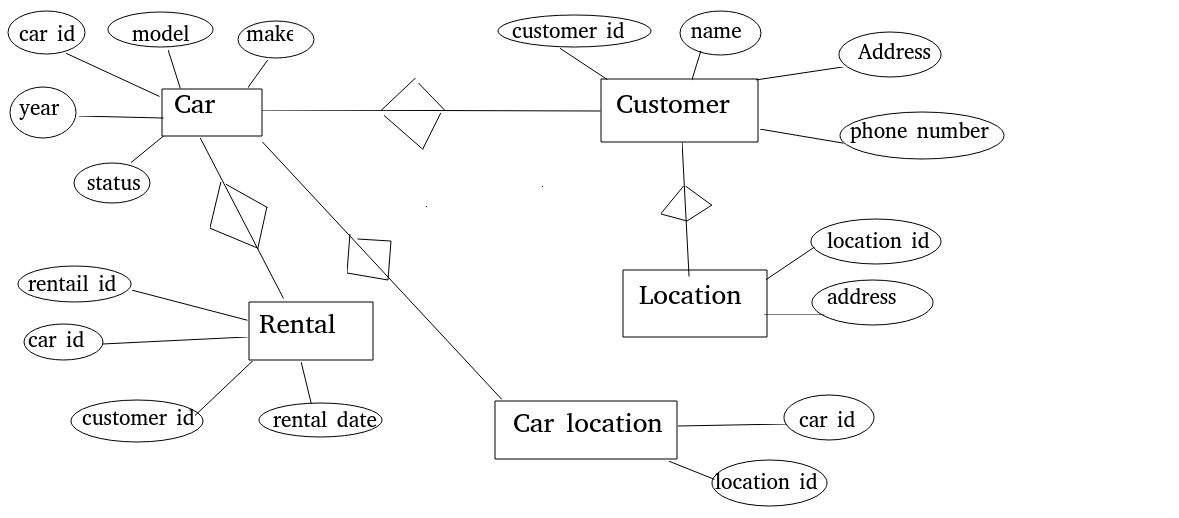 car id
model
make
customer id
name
Address
year
Car
Customer
phone number
status
location id
rentail id
Location
address
Rental
car id
customer id
rental date
Car location
car id
location id